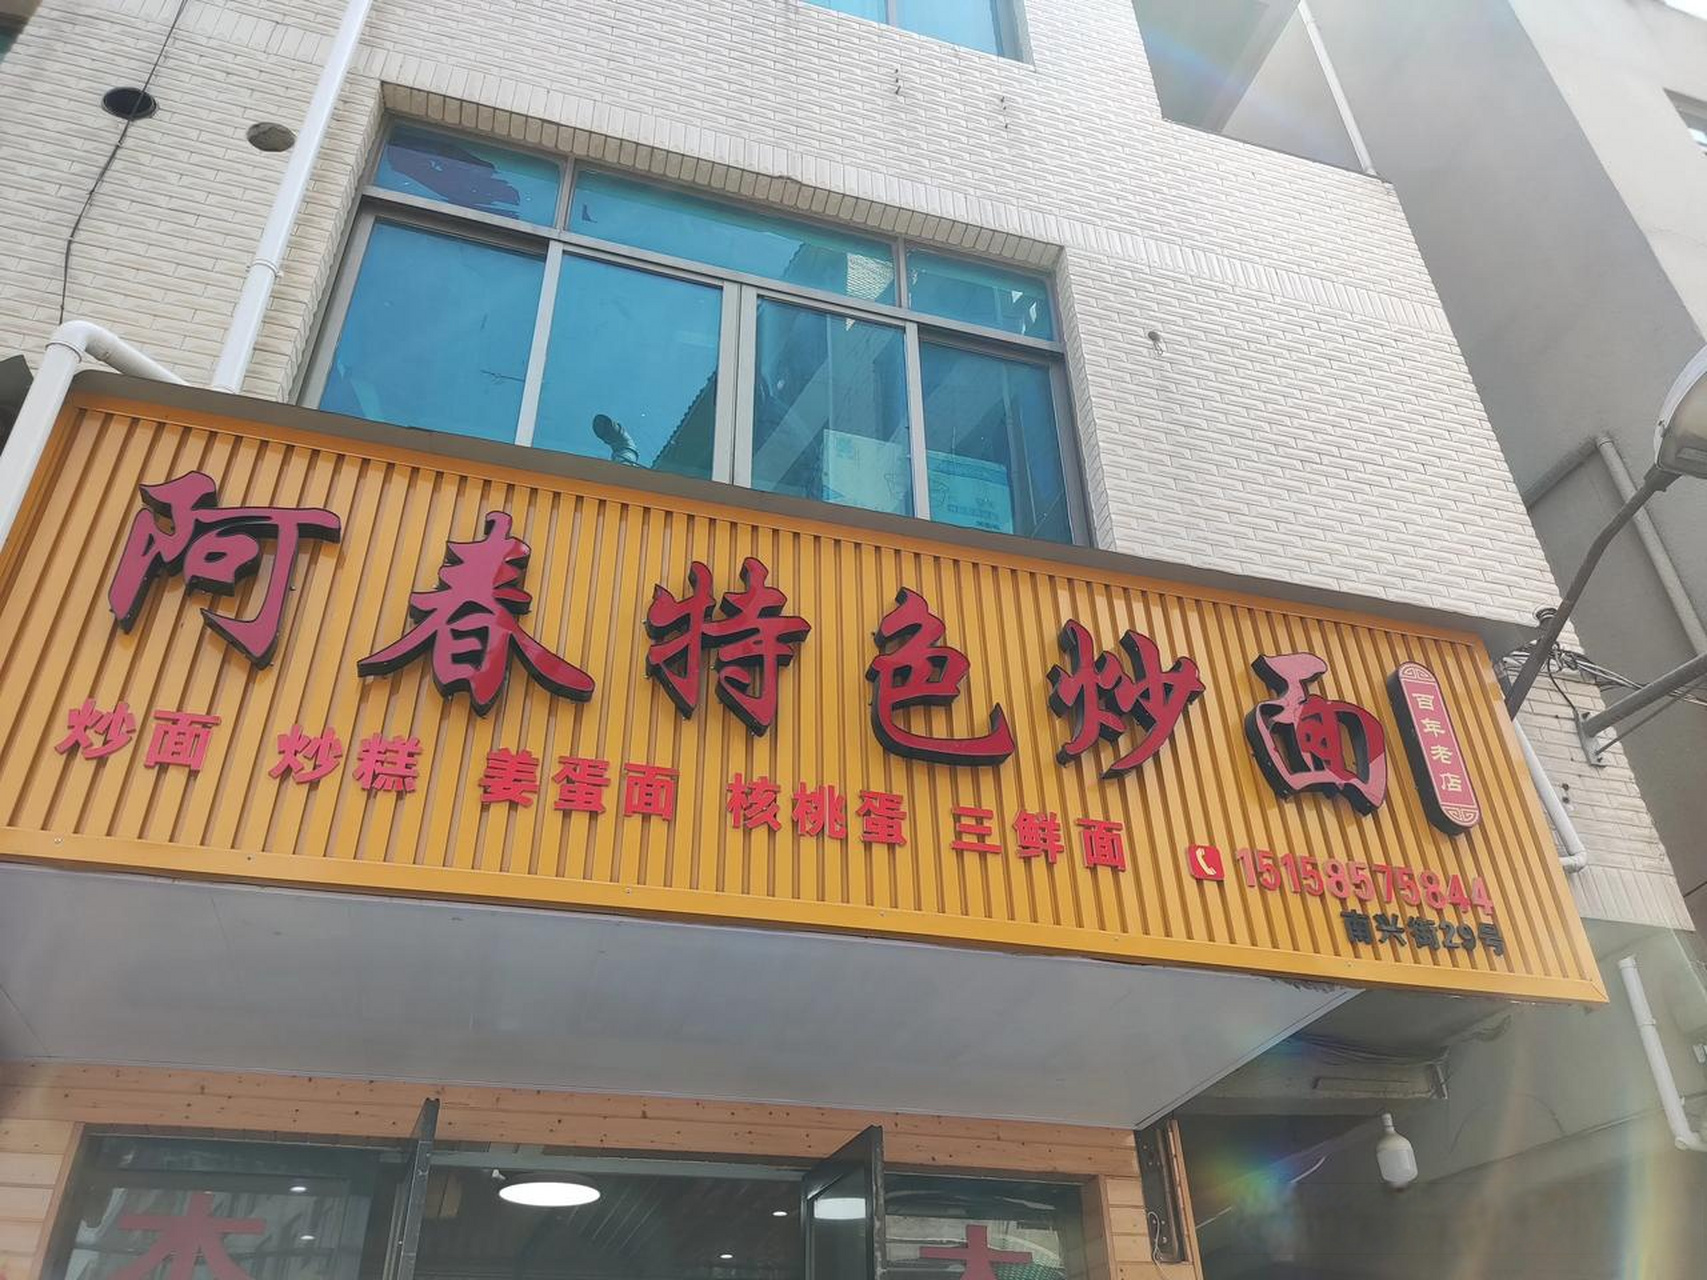 阿春特色炒面
百年老店
炒面 炒糕 姜蛋面 核桃蛋 三鲜面
15158575844
南兴街29号